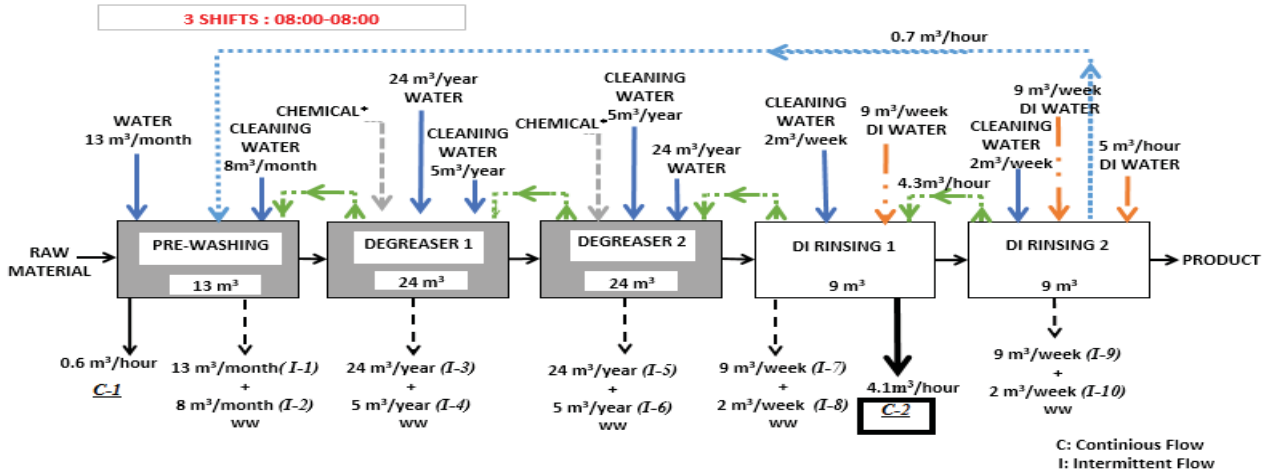 3 SHIFTS : 08:00-08:00
0.7 m³/hour
WATER
13 m³/month
CLEANING
WATER
8m³/month
CHEMICAL*
24 m³/year
WATER
CLEANING
WATER
5m³/year
CHEMICAL*
CLEANING
WATER
5m³/year
24 m³/year
WATER
CLEANING
WATER
2m³/week
9 m³/week
DI WATER
4.3m³/hour
CLEANING
WATER
2m³/week
9 m³/week
DI WATER
5 m³/hour
DI WATER
RAW
MATERIAL
PRE-WASHING
13 m³
DEGREASER 1
24 m³
DEGREASER 2
24 m³
DI RINSING 1
9 m³
DI RINSING 2
9 m³
PRODUCT
0.6 m³/hour
C-1
13 m³/month( I-1)
+
8 m³/month (I-2)
ww
24 m³/year (I-3)
+
5 m³/year (I-4)
ww
24 m³/year (I-5)
+
5 m³/year (I-6)
ww
9 m³/week (I-7)
+
2 m³/week (I-8)
ww
4.1m³/hour
C-2
9 m³/week (I-9)
+
2 m³/week (I-10)
ww
C: Continious Flow
I: Intermittent Flow